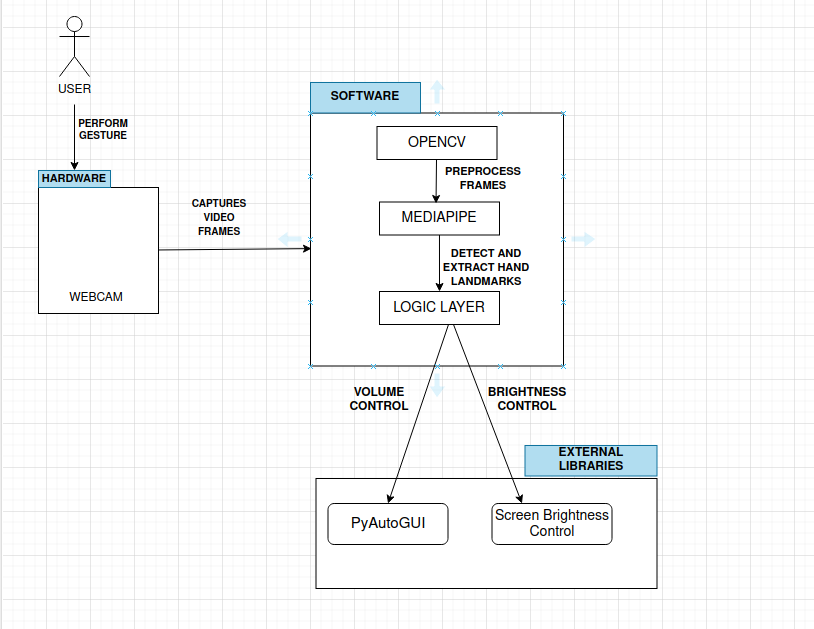 USER
PERFORM
GESTURE
HARDWARE
WEBCAM
CAPTURES
VIDEO
FRAMES
SOFTWARE
OPENCV
PREPROCESS
FRAMES
MEDIAPIPE
DETECT AND
EXTRACT HAND
LANDMARKS
LOGIC LAYER
VOLUME
CONTROL
BRIGHTNESS
CONTROL
EXTERNAL
LIBRARIES
PyAutoGUI
Screen Brightness
Control